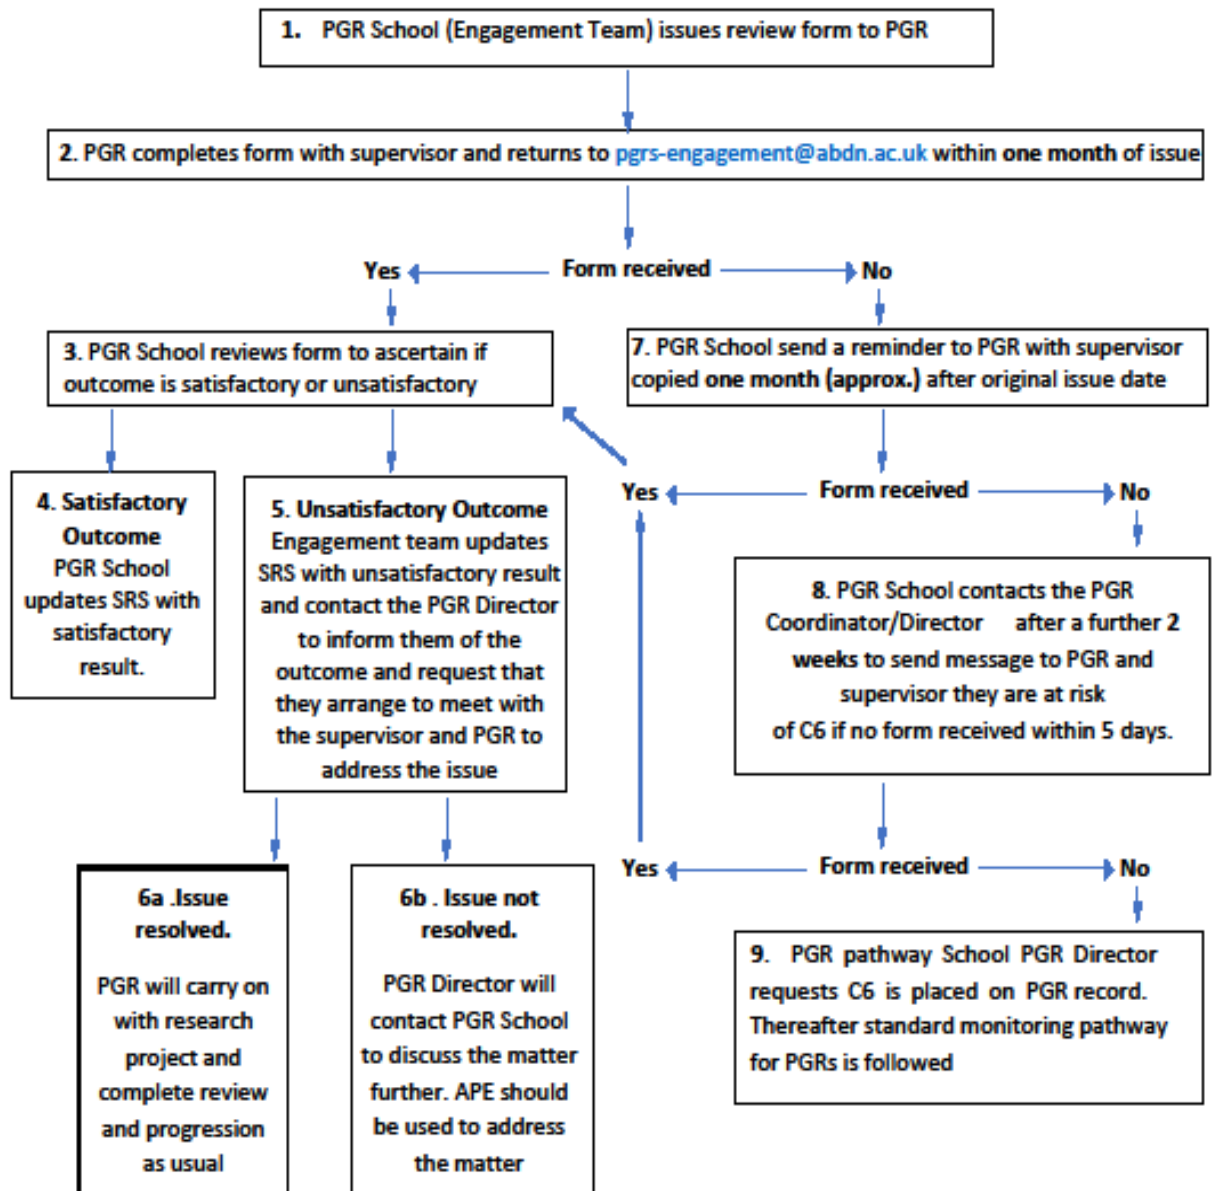 1. PGR School (Engagement Team) issues review form to PGR
2. PGR completes form with supervisor and returns to pgrs-engagement@abdn.ac.uk within one month of issue
Yes
Form received
No
3. PGR School reviews form to ascertain if
outcome is satisfactory or unsatisfactory
7. PGR School send a reminder to PGR with supervisor
copied one month (approx.) after original issue date
4. Satisfactory
Outcome
PGR School
updates SRS with
satisfactory
result.
5. Unsatisfactory Outcome
Engagement team updates
SRS with unsatisfactory result
and contact the PGR Director
to inform them of the
outcome and request that
they arrange to meet with
the supervisor and PGR to
address the issue
Yes
Form received
No
8. PGR School contacts the PGR
Coordinator/Director after a further 2
weeks to send message to PGR and
supervisor they are at risk
of C6 if no form received within 5 days.
Yes
Form received
No
6a .Issue
resolved.
PGR will carry on
with research
project and
complete review
and progression
as usual
6b . Issue not
resolved.
PGR Director will
contact PGR School
to discuss the matter
further. APE should
be used to address
the matter
9. PGR pathway School PGR Director
requests C6 is placed on PGR record.
Thereafter standard monitoring pathway
for PGRs is followed